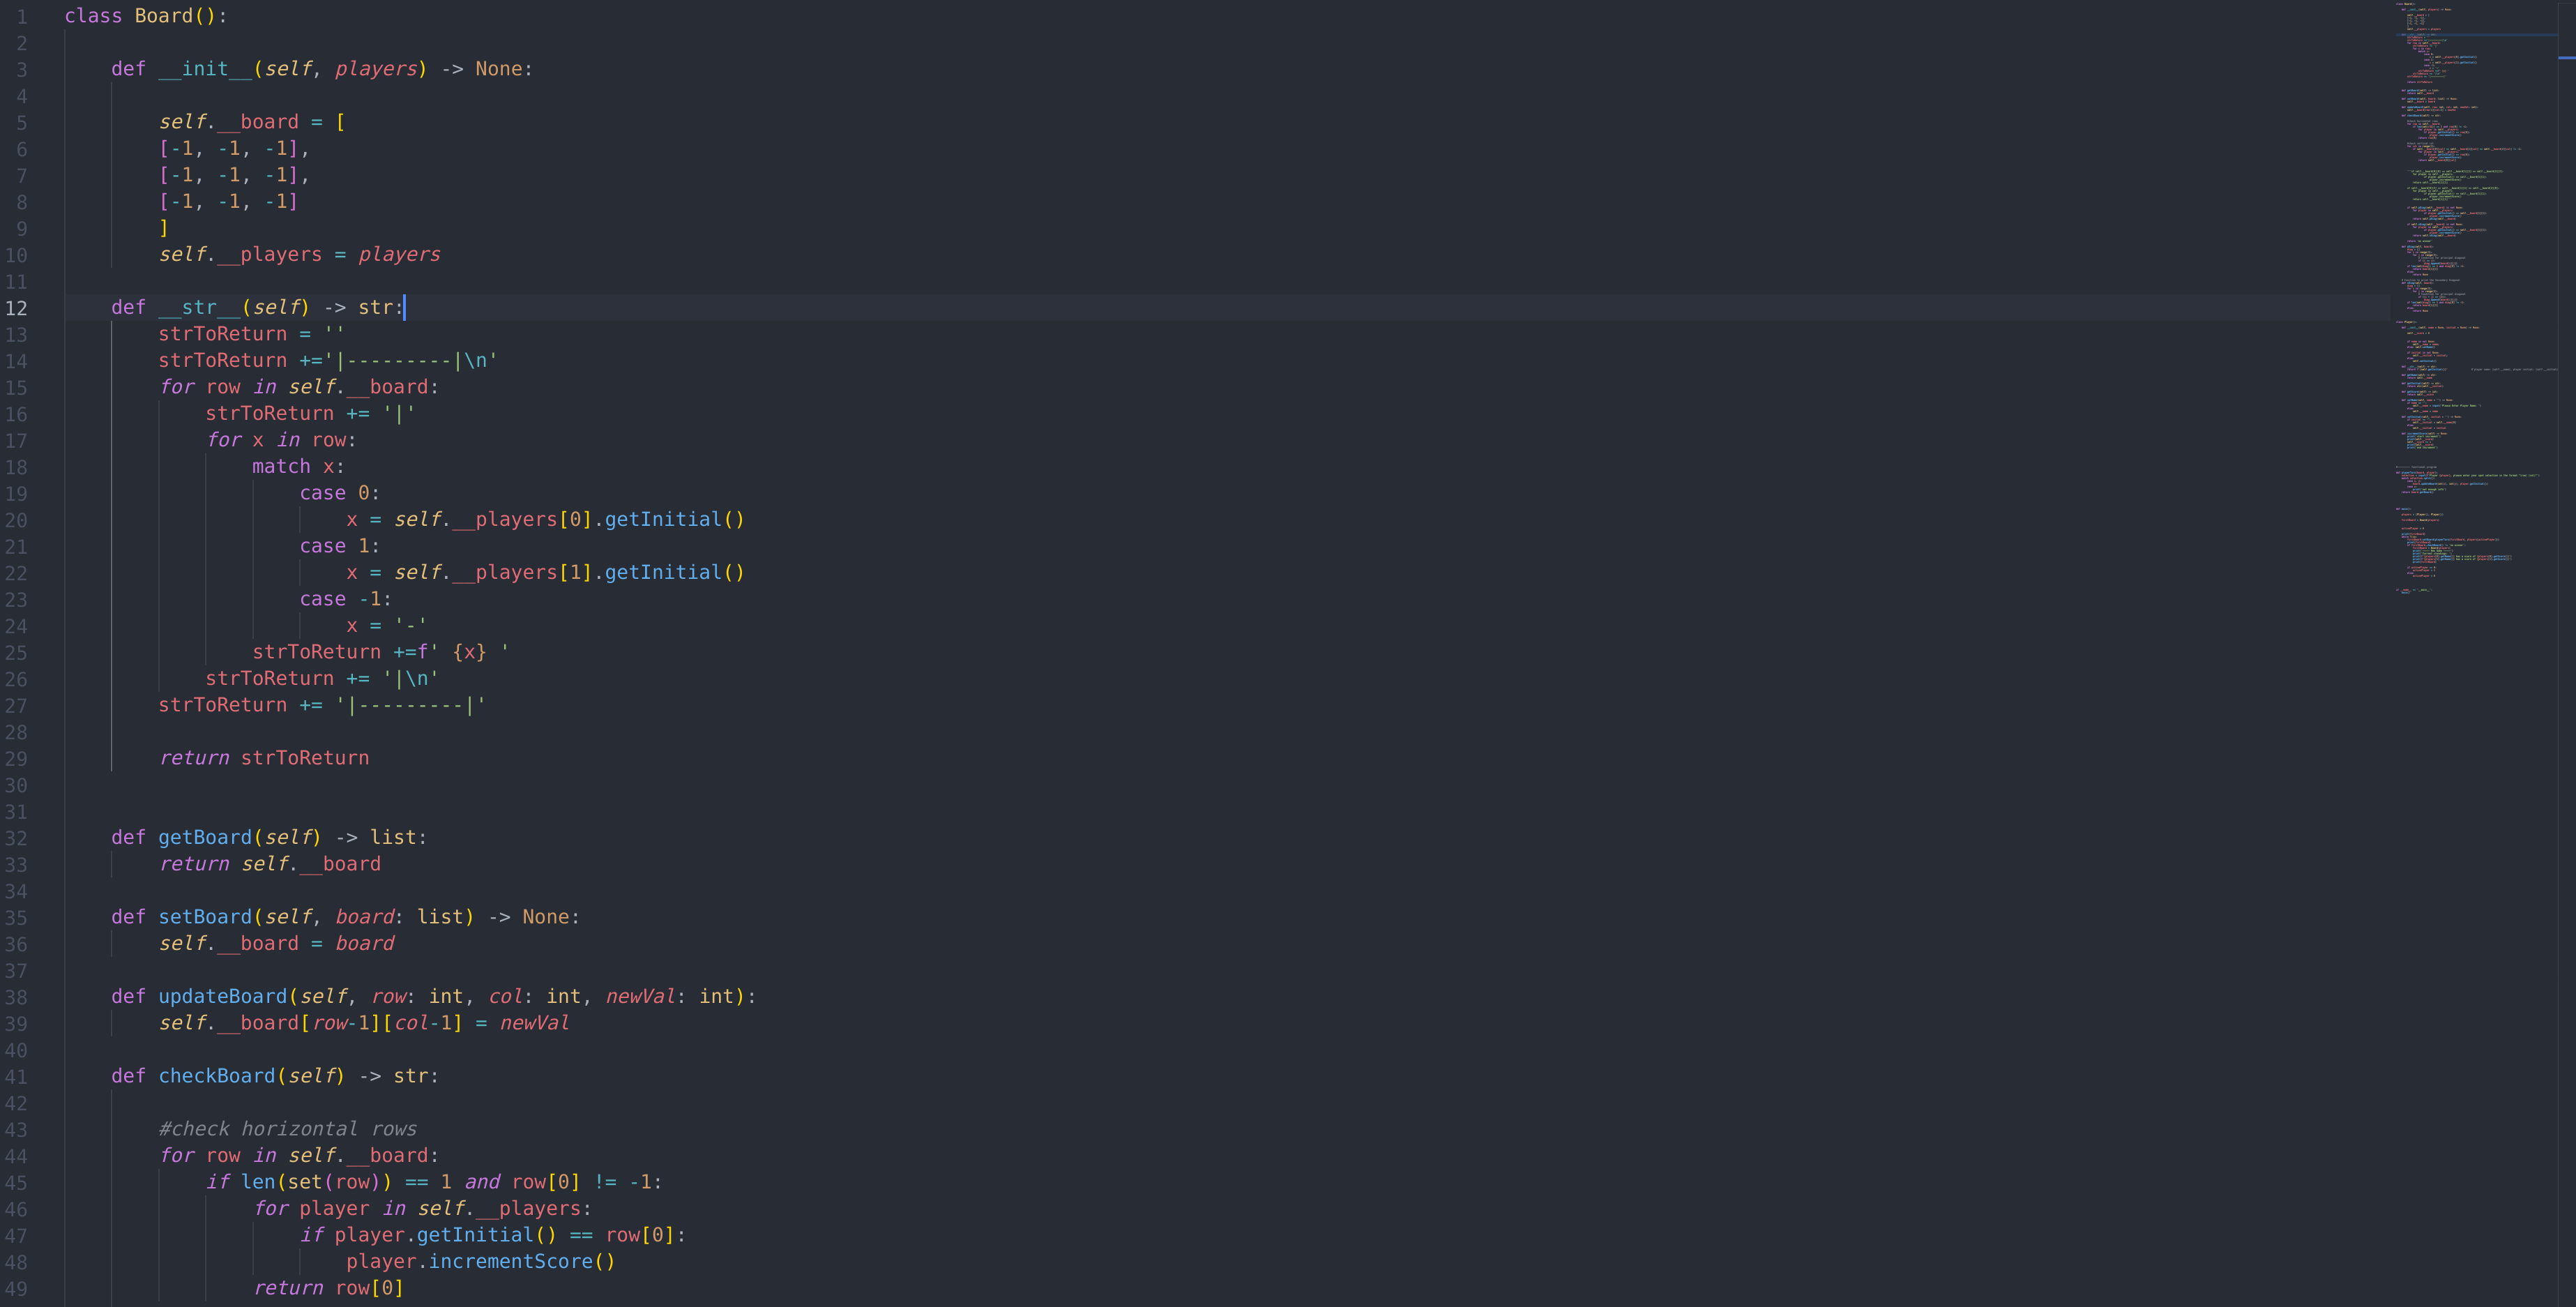 1 class Board():
2
3     def __init__(self, players) -> None:
4
5         self.__board = [
6         [-1, -1, -1],
7         [-1, -1, -1],
8         [-1, -1, -1]
9         ]
10         self.__players = players
11
12     def __str__(self) -> str:
13         strToReturn = ''
14         strToReturn +='|---------|\n'
15         for row in self.__board:
16             strToReturn += '|'
17             for x in row:
18                 match x:
19                     case 0:
20                         x = self.__players[0].getInitial()
21                     case 1:
22                         x = self.__players[1].getInitial()
23                     case -1:
24                         x = '-'
25                 strToReturn +=f' {x} '
26             strToReturn += '|\n'
27         strToReturn += '|---------|'
28
29         return strToReturn
30
31
32     def getBoard(self) -> list:
33         return self.__board
34
35     def setBoard(self, board: list) -> None:
36         self.__board = board
37
38     def updateBoard(self, row: int, col: int, newVal: int):
39         self.__board[row-1][col-1] = newVal
40
41     def checkBoard(self) -> str:
42
43         #check horizontal rows
44         for row in self.__board:
45             if len(set(row)) == 1 and row[0] != -1:
46                 for player in self.__players:
47                     if player.getInitial() == row[0]:
48                         player.incrementScore()
49                 return row[0]